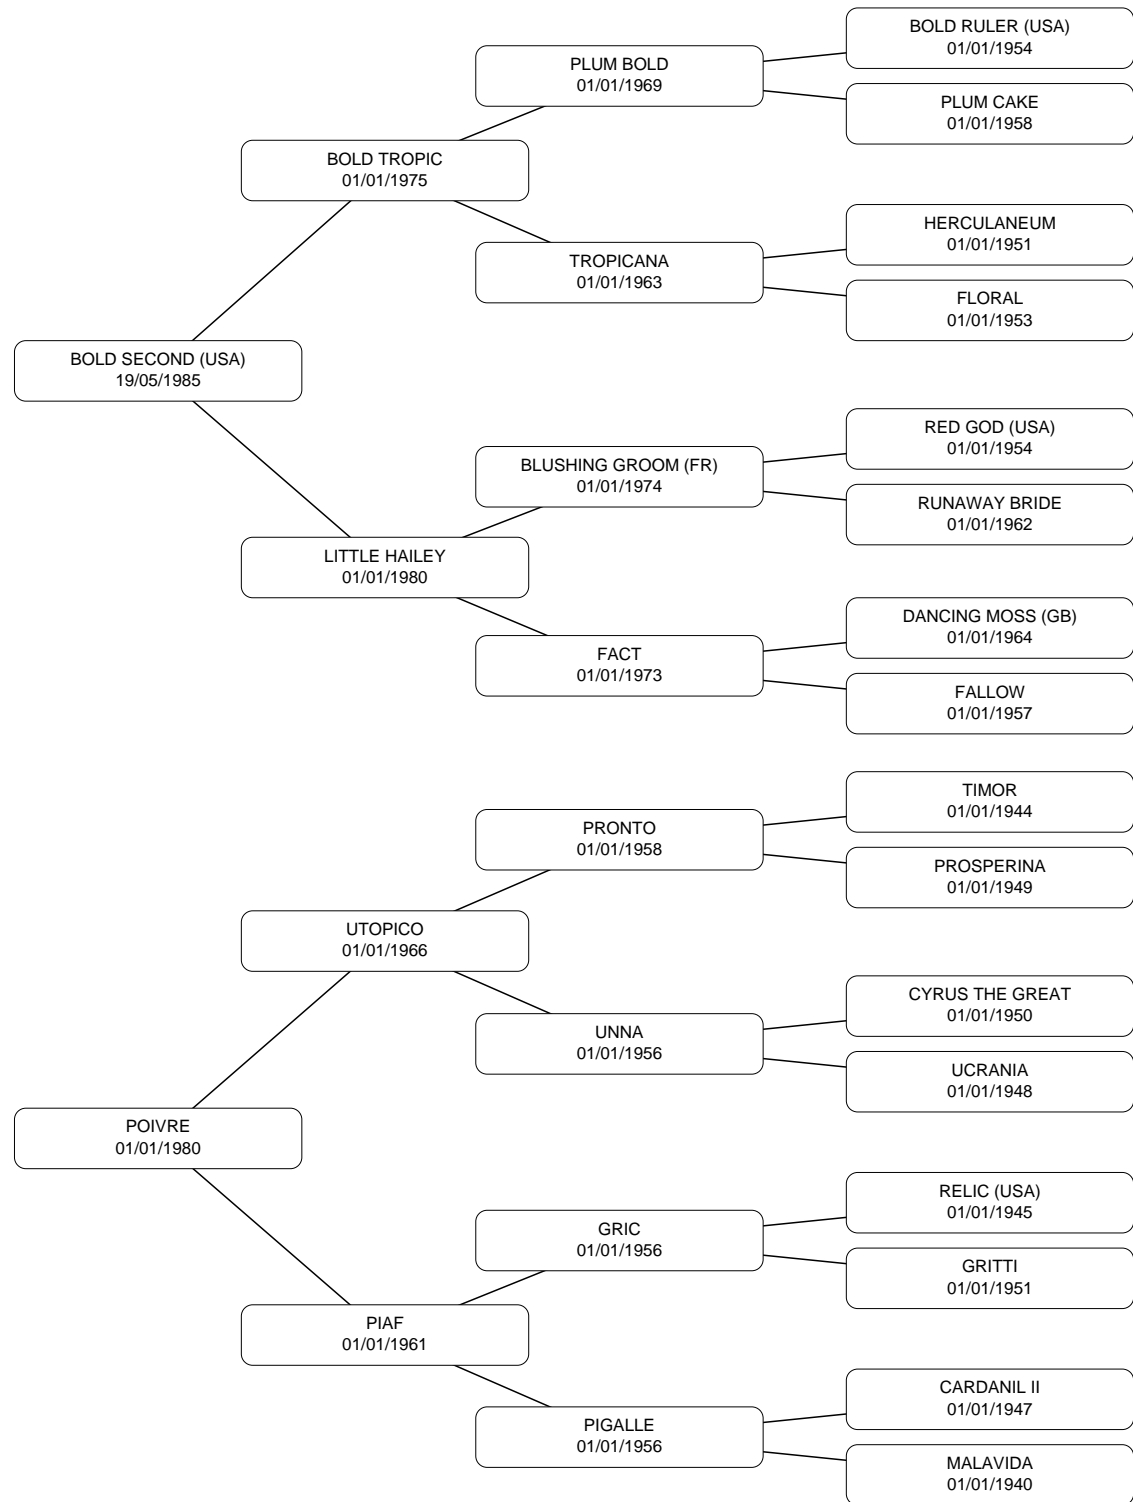 BOLD RULER (USA)
01/01/1954
PLUM BOLD
01/01/1969
PLUM CAKE
01/01/1958
BOLD TROPIC
01/01/1975
HERCULANEUM
01/01/1951
TROPICANA
01/01/1963
FLORAL
01/01/1953
BOLD SECOND (USA)
19/05/1985
RED GOD (USA)
01/01/1954
BLUSHING GROOM (FR)
01/01/1974
RUNAWAY BRIDE
01/01/1962
LITTLE HAILEY
01/01/1980
DANCING MOSS (GB)
01/01/1964
FACT
01/01/1973
FALLOW
01/01/1957
TIMOR
01/01/1944
PRONTO
01/01/1958
PROSPERINA
01/01/1949
UTOPICO
01/01/1966
CYRUS THE GREAT
01/01/1950
UNNA
01/01/1956
UCRANIA
01/01/1948
POIVRE
01/01/1980
RELIC (USA)
01/01/1945
GRIC
01/01/1956
GRITTI
01/01/1951
PIAF
01/01/1961
CARDANIL II
01/01/1947
PIGALLE
01/01/1956
MALAVIDA
01/01/1940